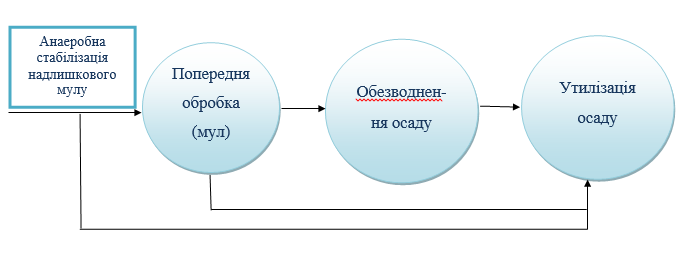 Анаеробна
стабілізація
надлишкового
мулу
Попередня
обробка
(мул)
Обезводнен-
ня осаду
Утилізація
осаду